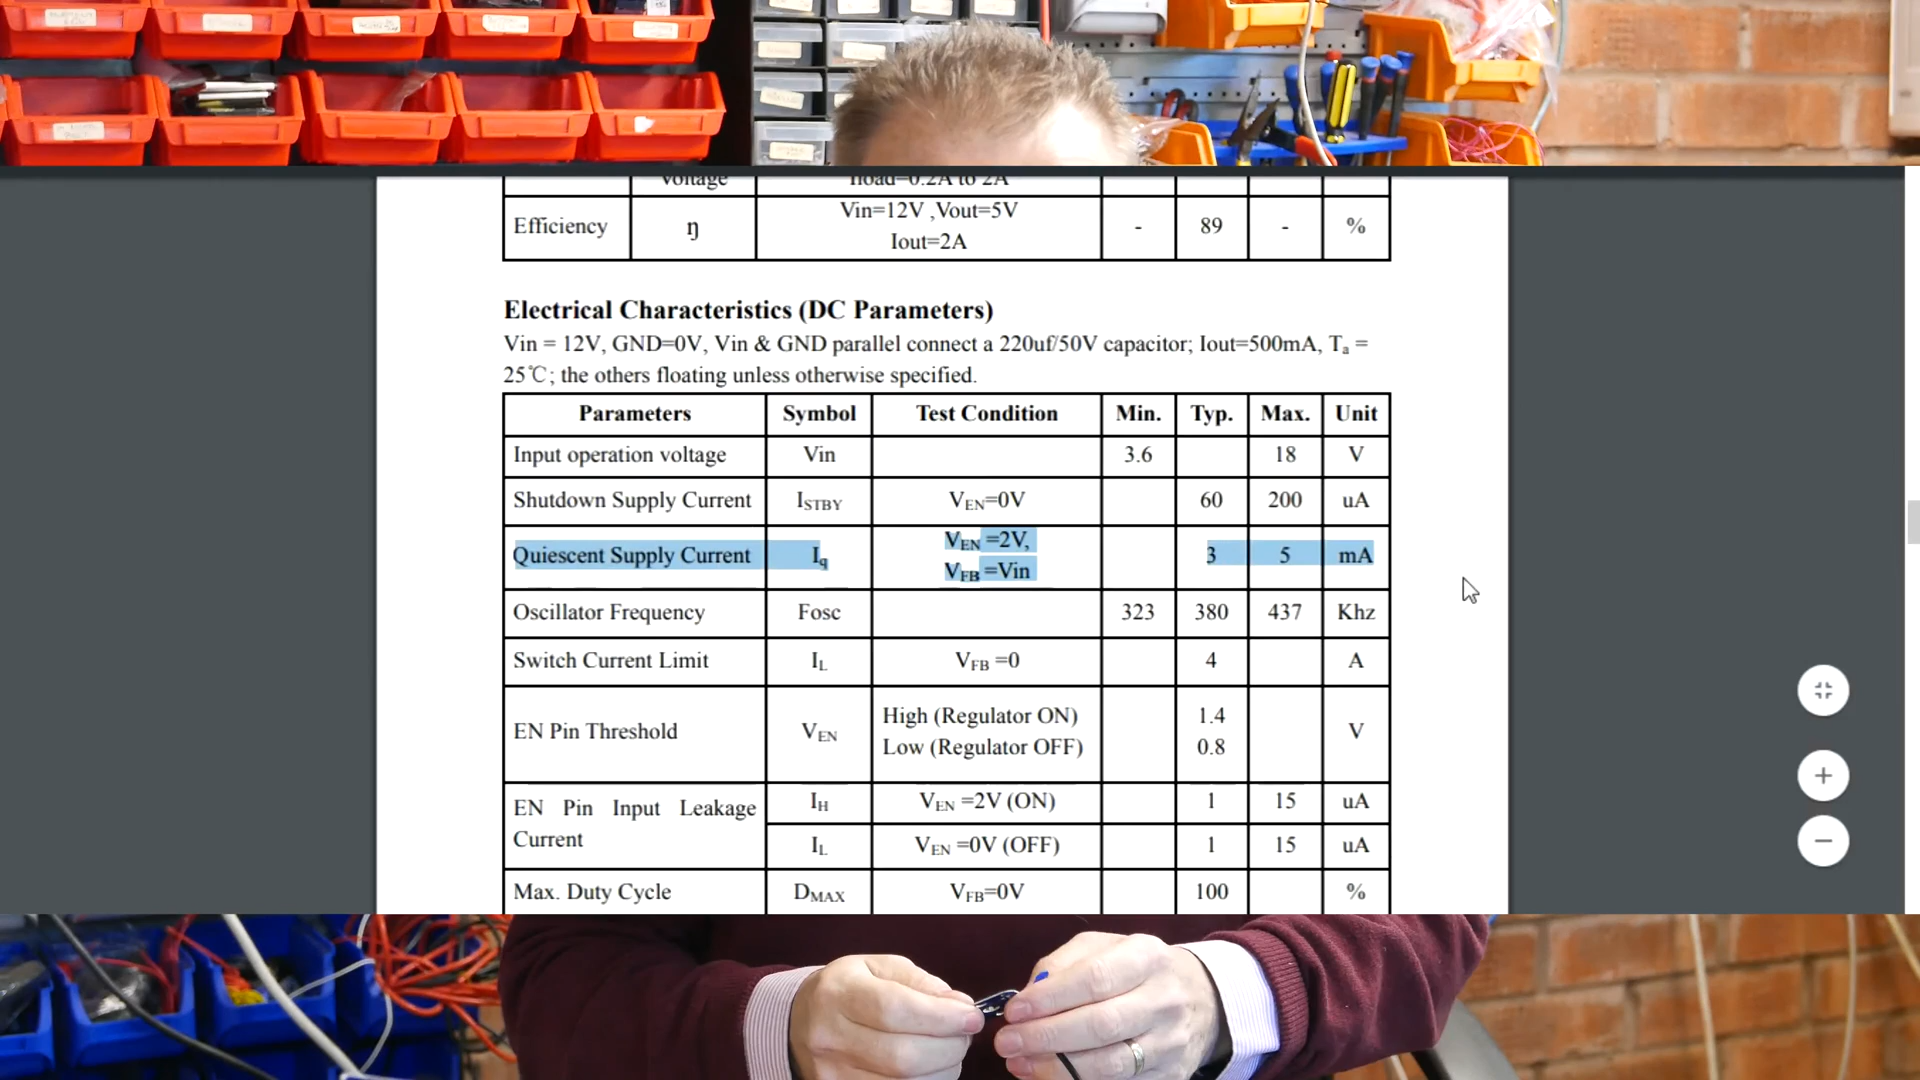 Voltage Iload=0.2A to 2A
Efficiency η Vin=12V ,Vout=5V
Iout=2A - 89 - %
Electrical Characteristics (DC Parameters)
Vin = 12V, GND=0V, Vin & GND parallel connect a 220uf/50V capacitor; Iout=500mA, Ta =
25℃; the others floating unless otherwise specified.
Parameters Symbol Test Condition Min. Typ. Max. Unit
Input operation voltage Vin 3.6 18 V
Shutdown Supply Current ISTBY VEN=0V 60 200 uA
Quiescent Supply Current Iq VEN =2V,
VFB =Vin 3 5 mA
Oscillator Frequency Fosc 323 380 437 Khz
Switch Current Limit IL VFB =0 4 A
EN Pin Threshold VEN High (Regulator ON) 1.4 V
Low (Regulator OFF) 0.8
EN Pin Input Leakage
Current IH VEN =2V (ON) 1 15 uA
IL VEN =0V (OFF) 1 15 uA
Max. Duty Cycle DMAX VFB=0V 100 %